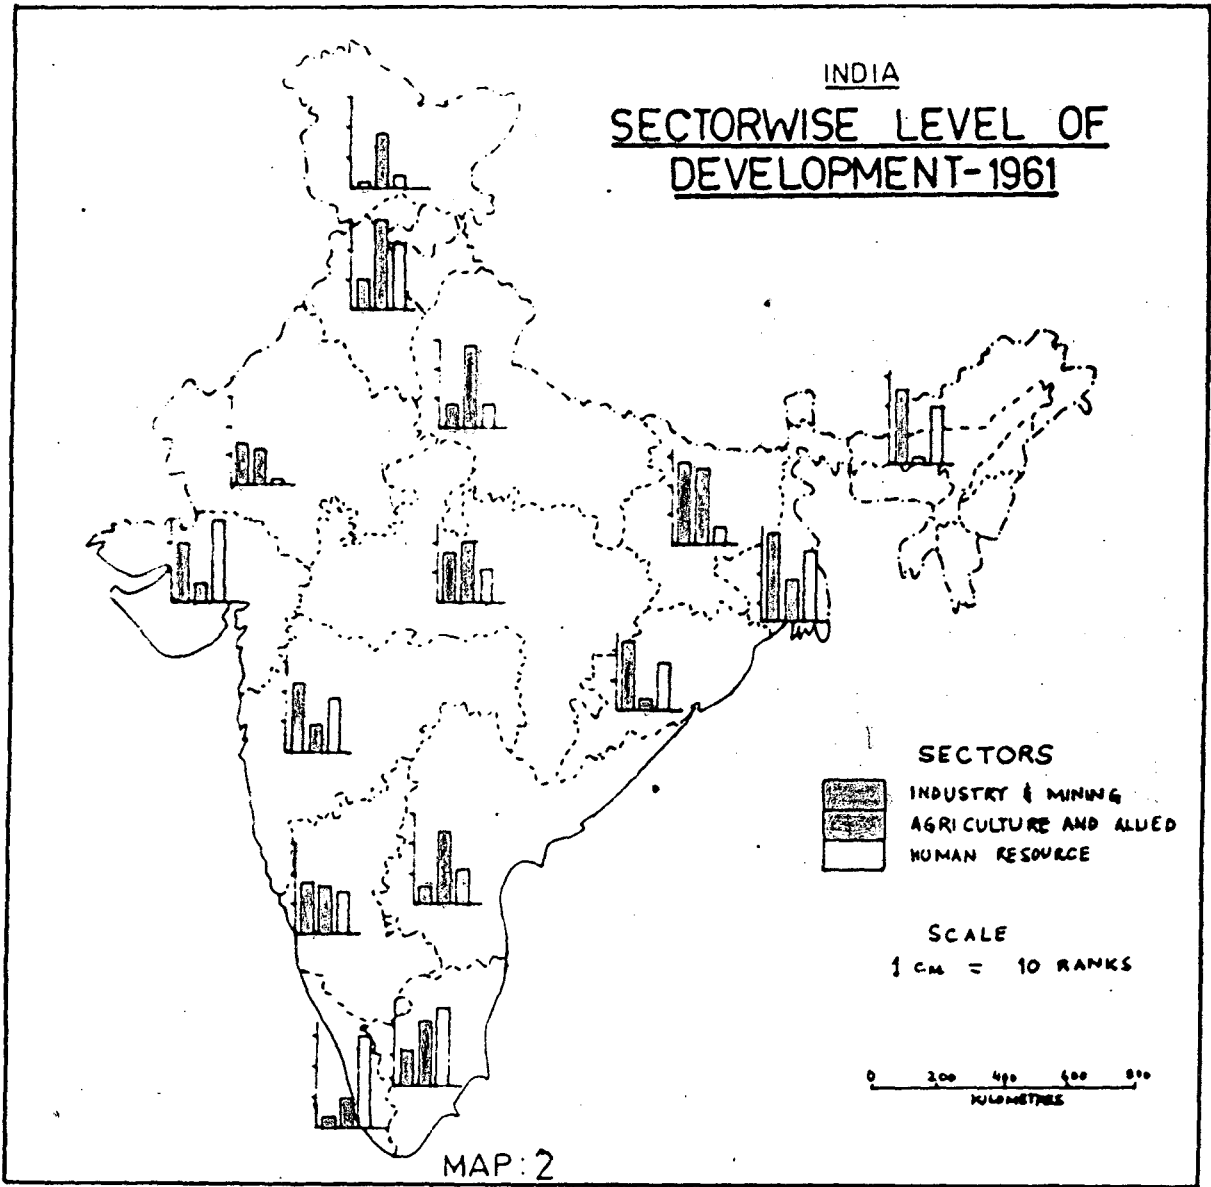 INDIA
SECTORWISE LEVEL OF
DEVELOPMENT-1961
SECTORS
INDUSTRY & MINING
AGRICULTURE AND ALLIED
HUMAN RESOURCE
SCALE
1 CM = 10 RANKS
0 200 400 600 800
KILOMETRES
MAP:2